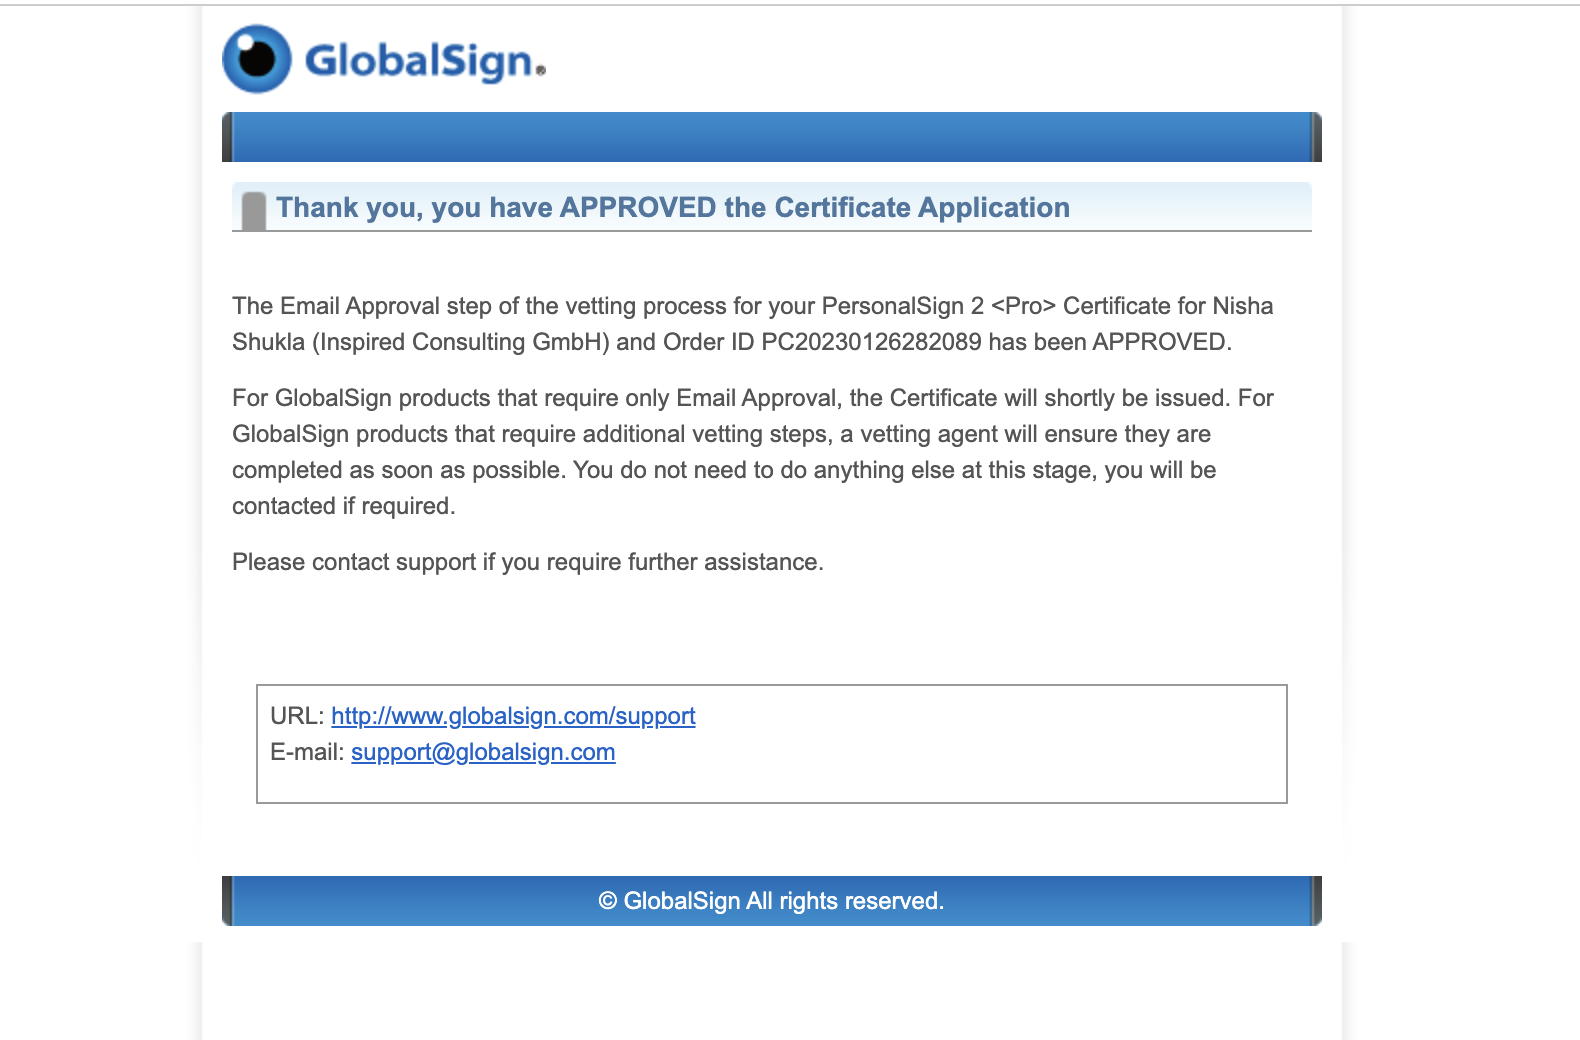 GlobalSign®
Thank you, you have APPROVED the Certificate Application
The Email Approval step of the vetting process for your PersonalSign 2 <Pro> Certificate for Nisha
Shukla (Inspired Consulting GmbH) and Order ID PC20230126282089 has been APPROVED.
For GlobalSign products that require only Email Approval, the Certificate will shortly be issued. For
GlobalSign products that require additional vetting steps, a vetting agent will ensure they are
completed as soon as possible. You do not need to do anything else at this stage, you will be
contacted if required.
Please contact support if you require further assistance.
URL: http://www.globalsign.com/support
E-mail: support@globalsign.com
© GlobalSign All rights reserved.